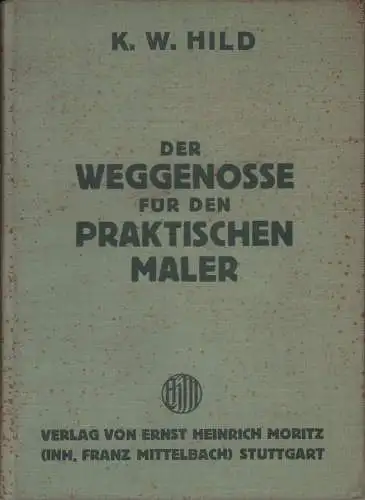 K. W. HILD
DER
WEGGENOSSE
FÜR DEN
PRAKTISCHEN
MALER
VERLAG VON ERNST HEINRICH MORITZ
(INH. FRANZ MITTELBACH) STUTTGART